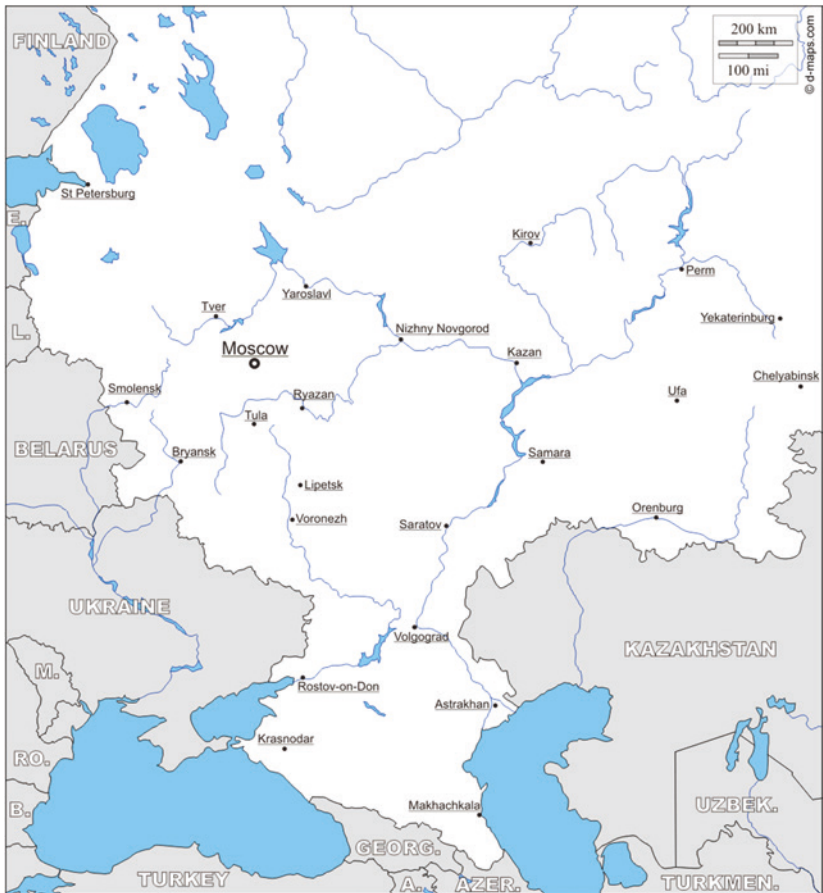 FINLAND
200 km
100 mi
© d-maps.com
St Petersburg
E.
Kirov
Perm
Yaroslavl
Tver
Yekaterinburg
L.
Nizhny Novgorod
Moscow
Kazan
Smolensk
Chelyabinsk
Ryazan
Ufa
Tula
BELARUS
Bryansk
Samara
Lipetsk
Orenburg
Voronezh
Saratov
UKRAINE
Volgograd
KAZAKHSTAN
M.
Rostov-on-Don
Astrakhan
Krasnodar
RO.
Makhachkala
UZBEK.
B.
GEORG.
TURKEY
A.
AZER.
TURKMEN.